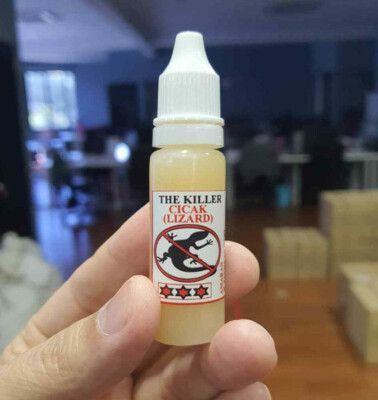 THE KILLER
CICAK
(LIZARD)